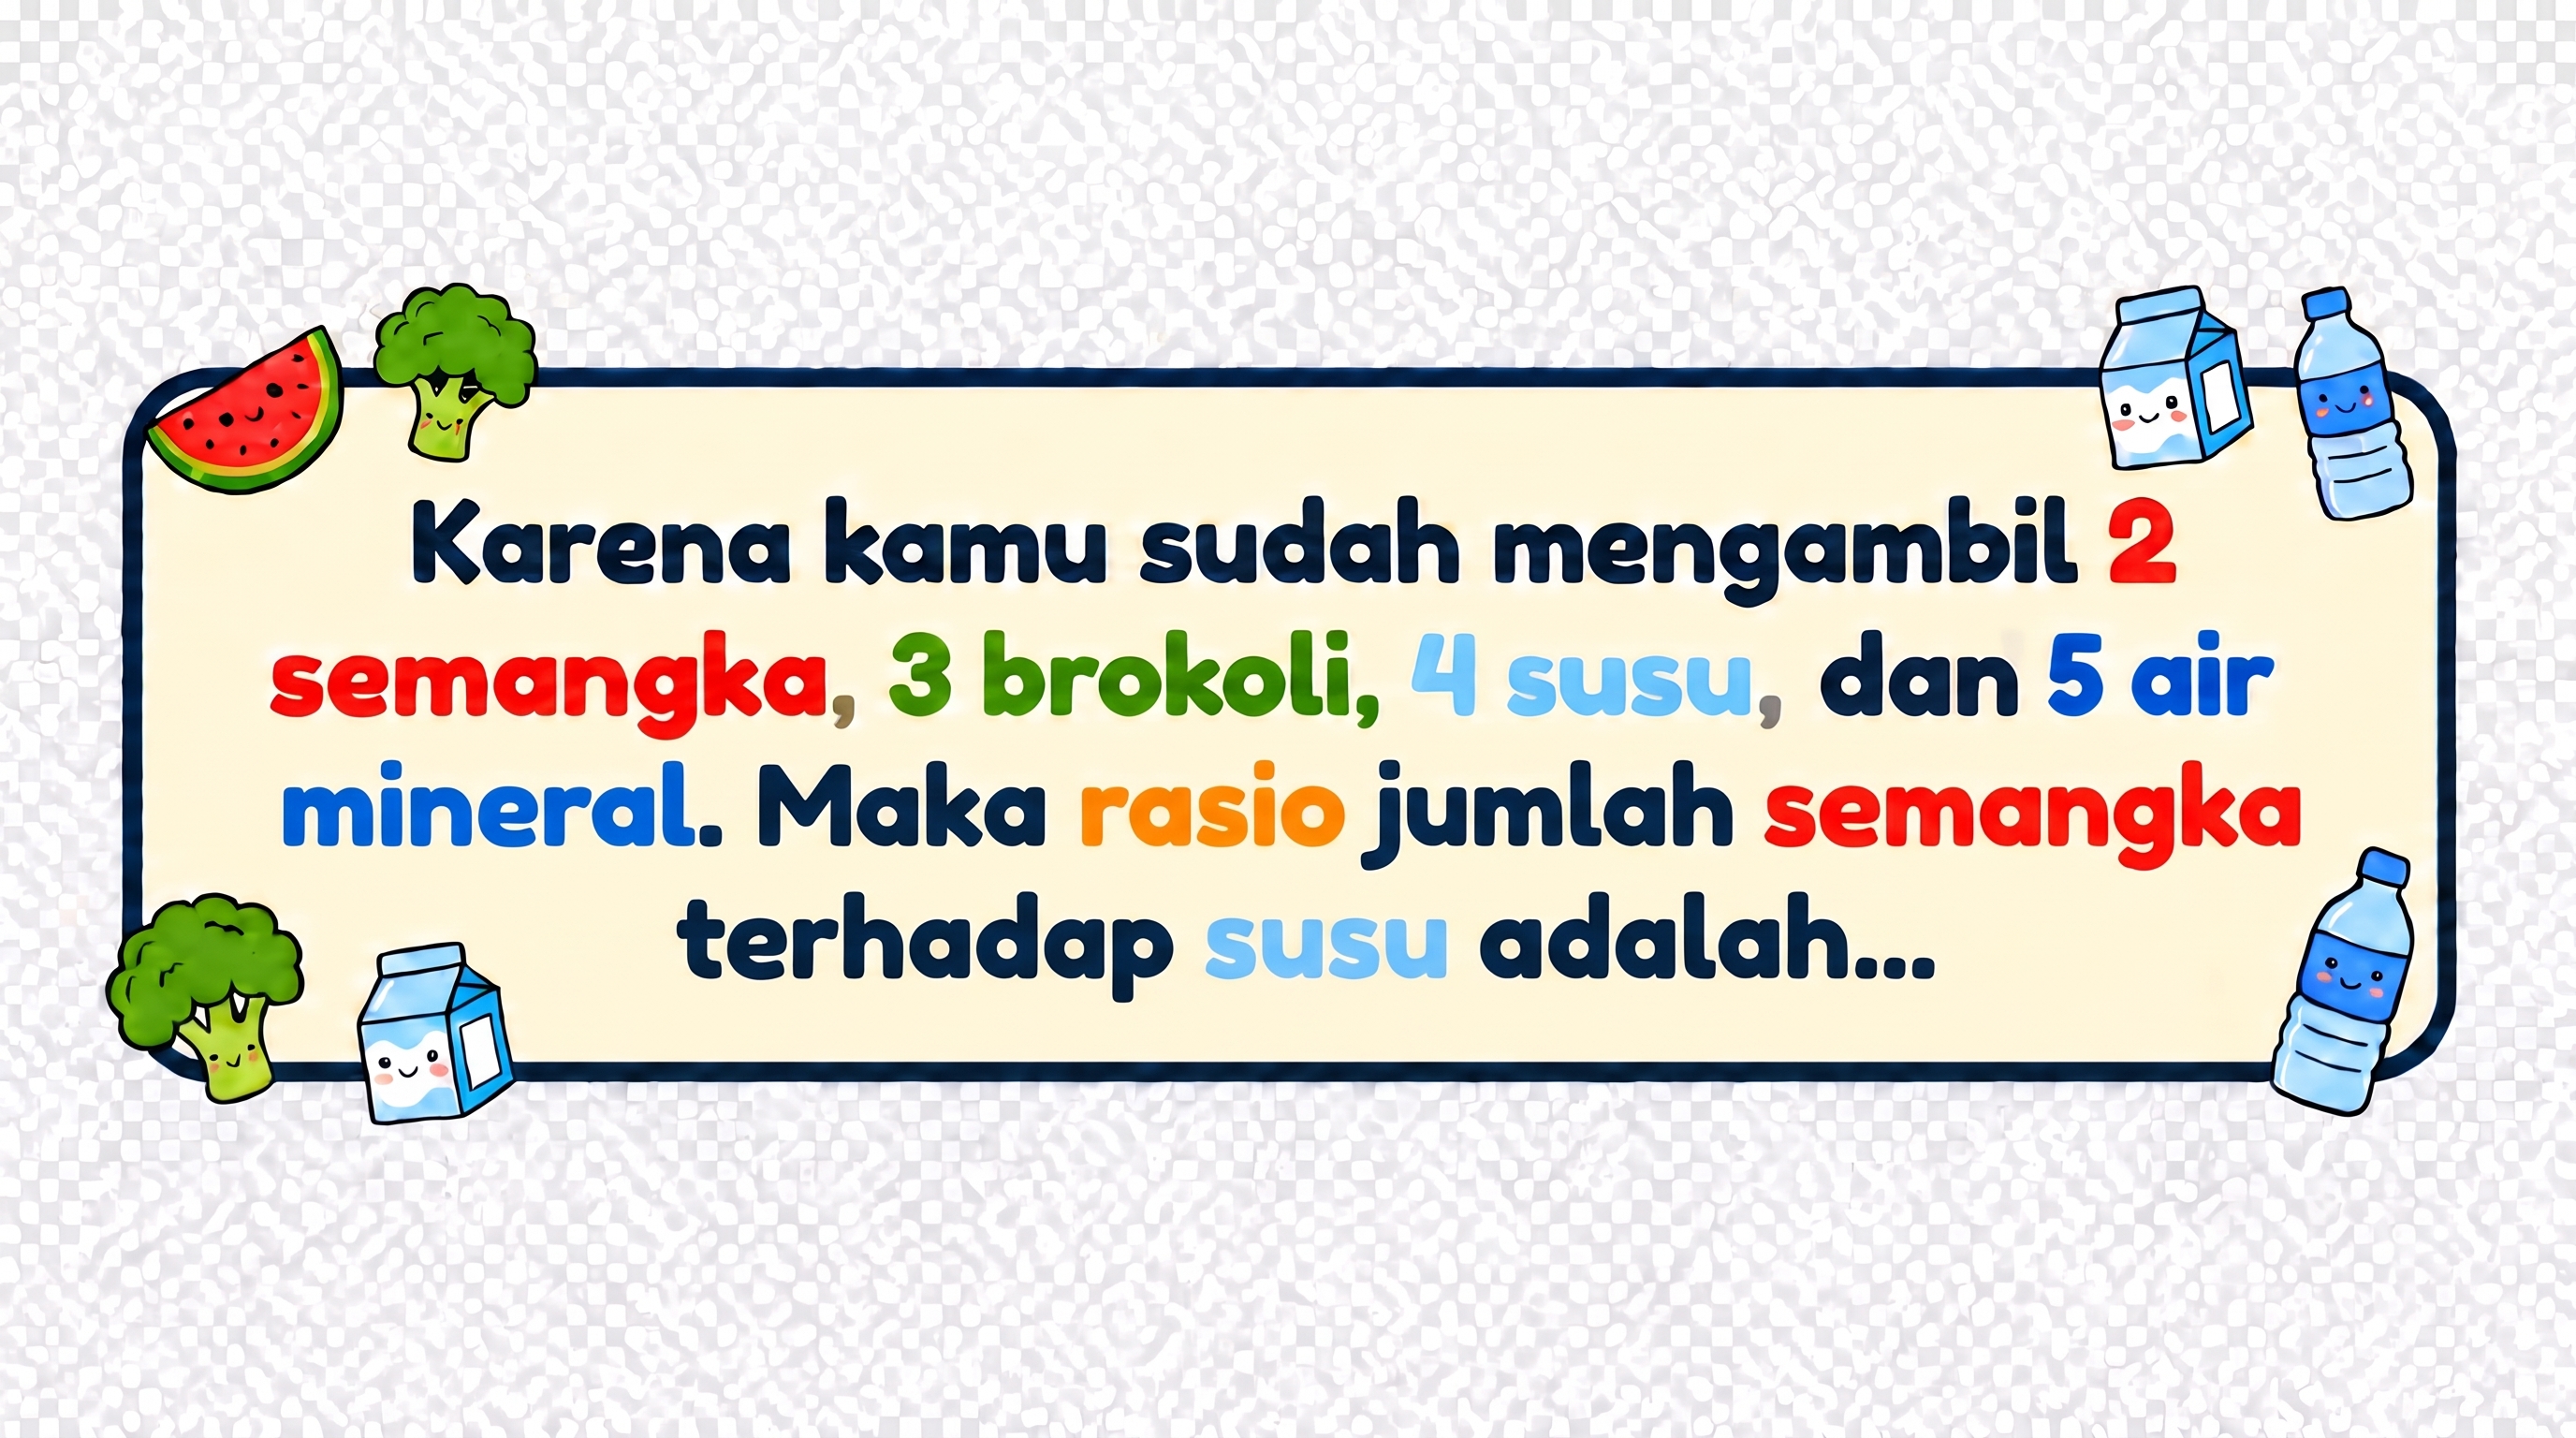 Karena kamu sudah mengambil 2
semangka, 3 brokoli, 4 susu, dan 5 air
mineral. Maka rasio jumlah semangka
terhadap susu adalah...